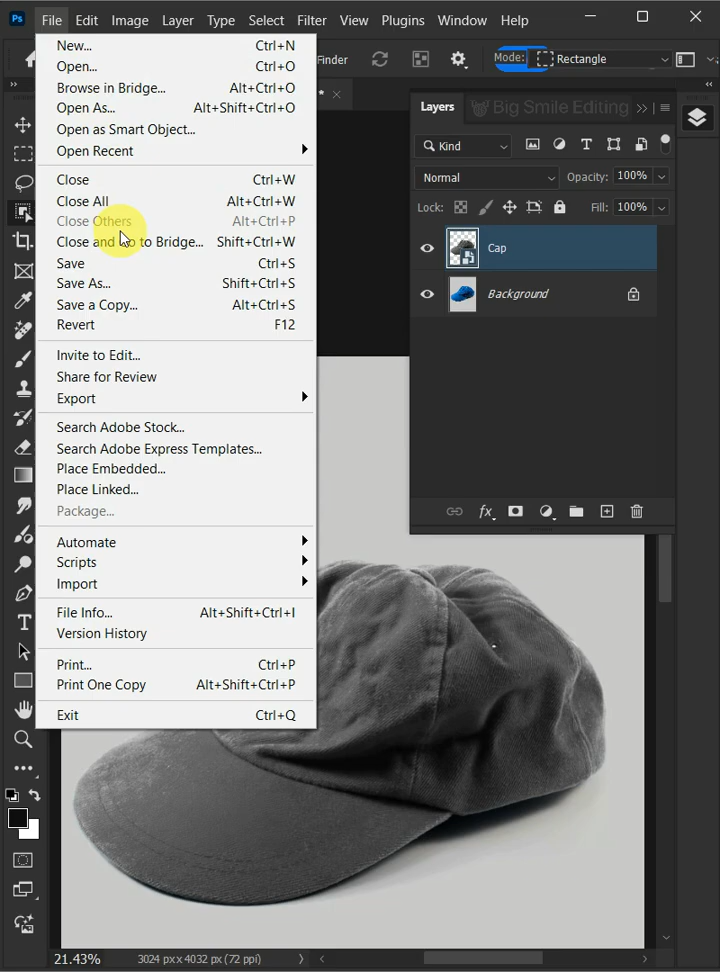 Ps File Edit Image Layer Type Select Filter View Plugins Window Help
Finder Mode: Rectangle
*
New... Ctrl+N
Open... Ctrl+O
Browse in Bridge... Alt+Ctrl+O
Open As... Alt+Shift+Ctrl+O
Open as Smart Object...
Open Recent
Close Ctrl+W
Close All Alt+Ctrl+W
Close Others Alt+Ctrl+P
Close and Go to Bridge... Shift+Ctrl+W
Save Ctrl+S
Save As... Shift+Ctrl+S
Save a Copy... Alt+Ctrl+S
Revert F12
Invite to Edit...
Share for Review
Export
Search Adobe Stock...
Search Adobe Express Templates...
Place Embedded...
Place Linked...
Package...
Automate
Scripts
Import
File Info... Alt+Shift+Ctrl+I
Version History
Print... Ctrl+P
Print One Copy Alt+Shift+Ctrl+P
Exit Ctrl+Q
Layers Big Smile Editing
Kind
Normal Opacity: 100%
Lock: Fill: 100%
Cap
Background
fx
21.43% 3024 px x 4032 px (72 ppi)